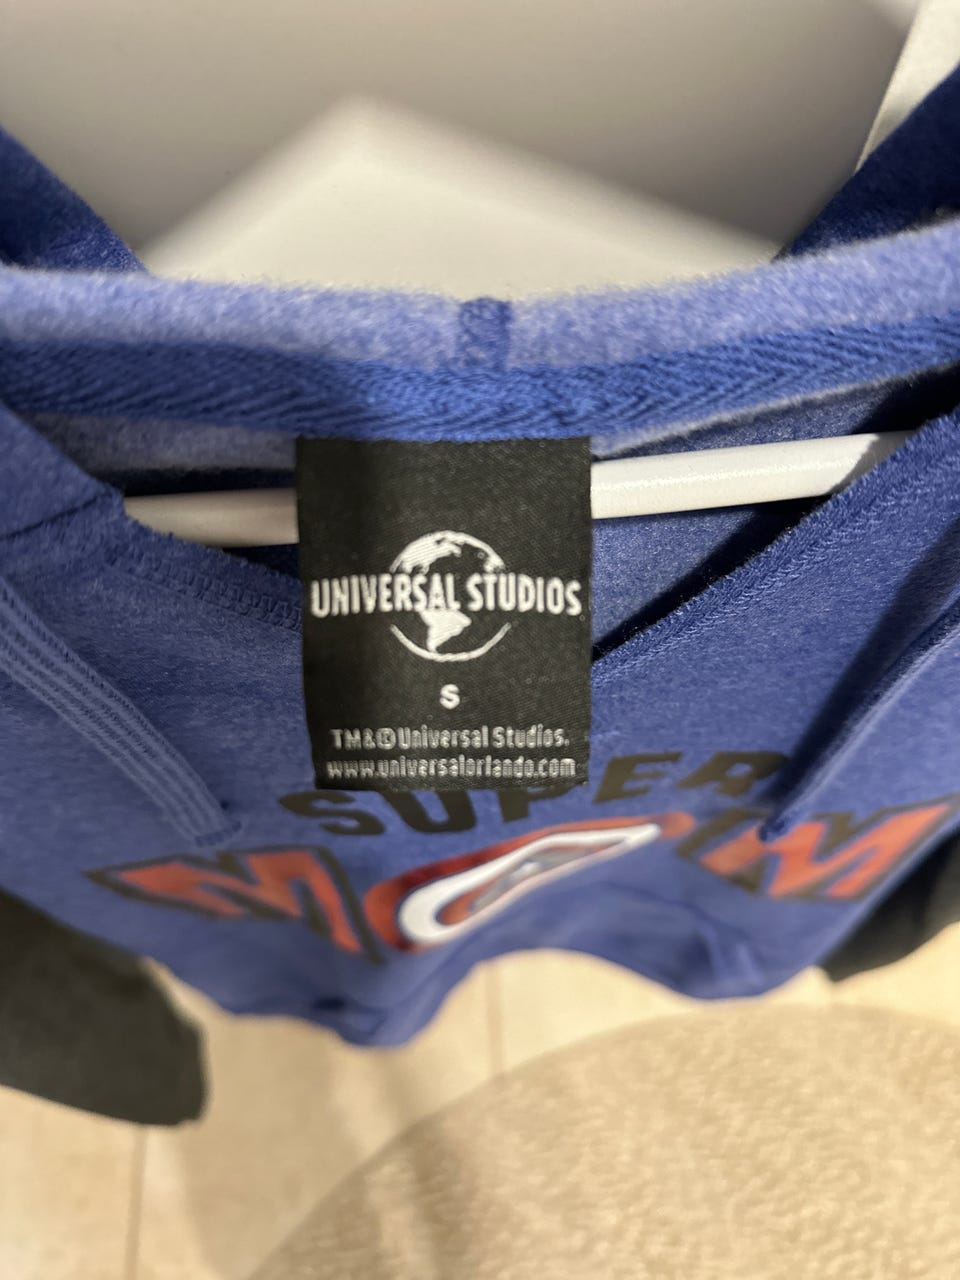 UNIVERSAL STUDIOS
S
TM&©Universal Studios.
www.universalorlando.com
SUPER
MOM